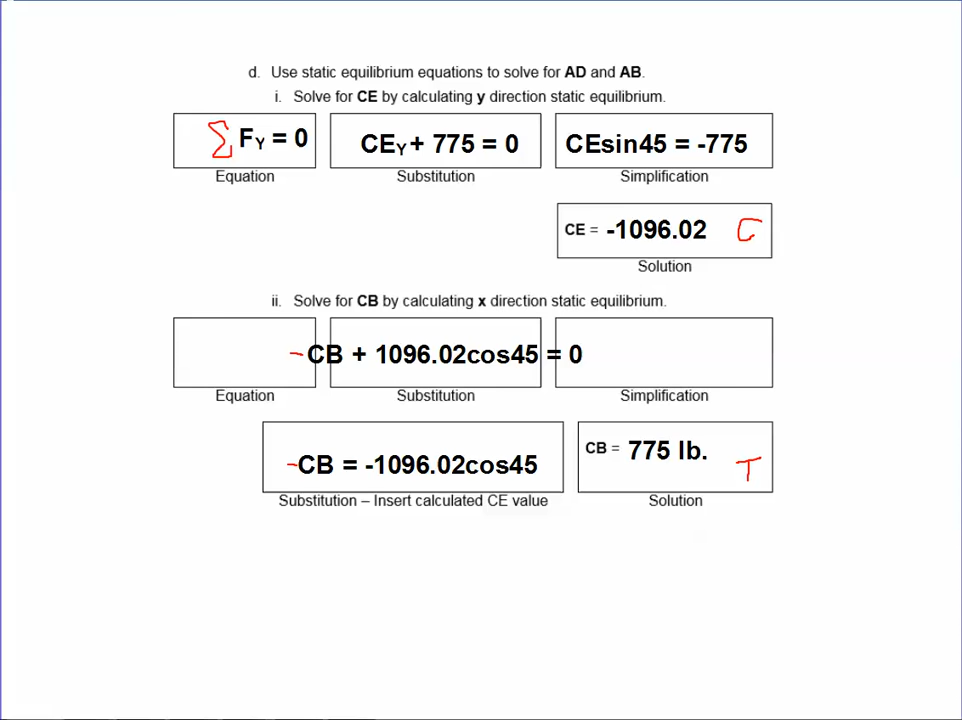 d. Use static equilibrium equations to solve for AD and AB.
i. Solve for CE by calculating y direction static equilibrium.
∑ FY = 0
CEY + 775 = 0
CEsin45 = -775
Equation
Substitution
Simplification
CE = -1096.02 C
Solution
ii. Solve for CB by calculating x direction static equilibrium.
-CB + 1096.02cos45 = 0
Equation
Substitution
Simplification
-CB = -1096.02cos45
CB = 775 lb. T
Substitution – Insert calculated CE value
Solution